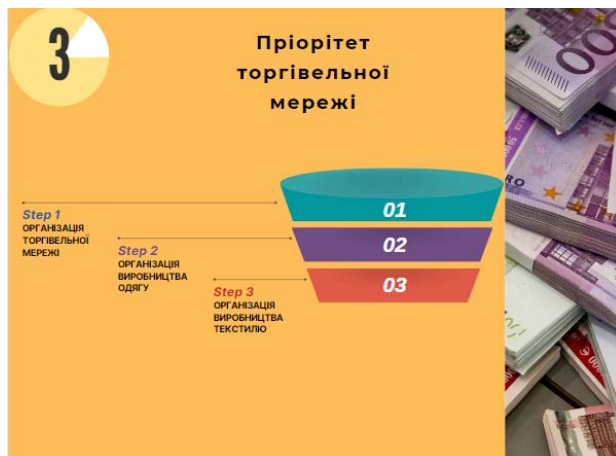 3
Пріорітет
торгівельної
мережі
01
Step 1
ОРГАНІЗАЦІЯ
ТОРГІВЕЛЬНОЇ
МЕРЕЖІ
02
Step 2
ОРГАНІЗАЦІЯ
ВИРОБНИЦТВА
ОДЯГУ
03
Step 3
ОРГАНІЗАЦІЯ
ВИРОБНИЦТВА
ТЕКСТИЛЮ